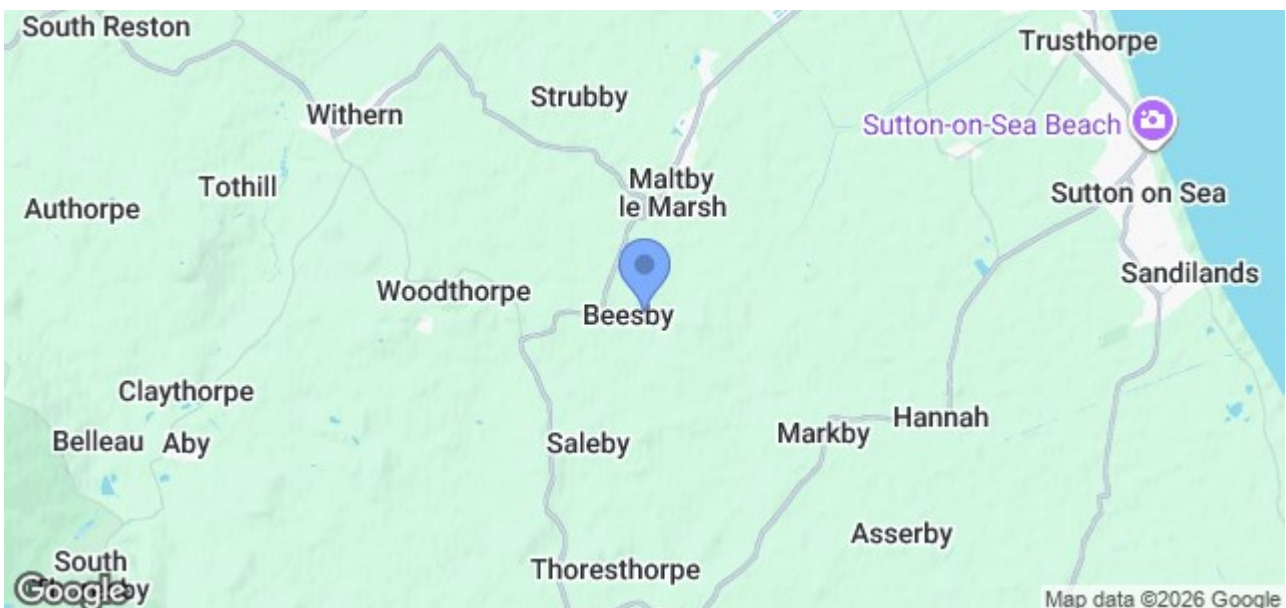 South Reston
Trusthorpe
Strubby
Withern
Sutton-on-Sea Beach
Maltby
le Marsh
Tothill
Sutton on Sea
Authorpe
Sandilands
Woodthorpe
Beesby
Claythorpe
Hannah
Markby
Belleau
Aby
Saleby
Asserby
South
Thoresthorpe
Google
Map data ©2026 Google